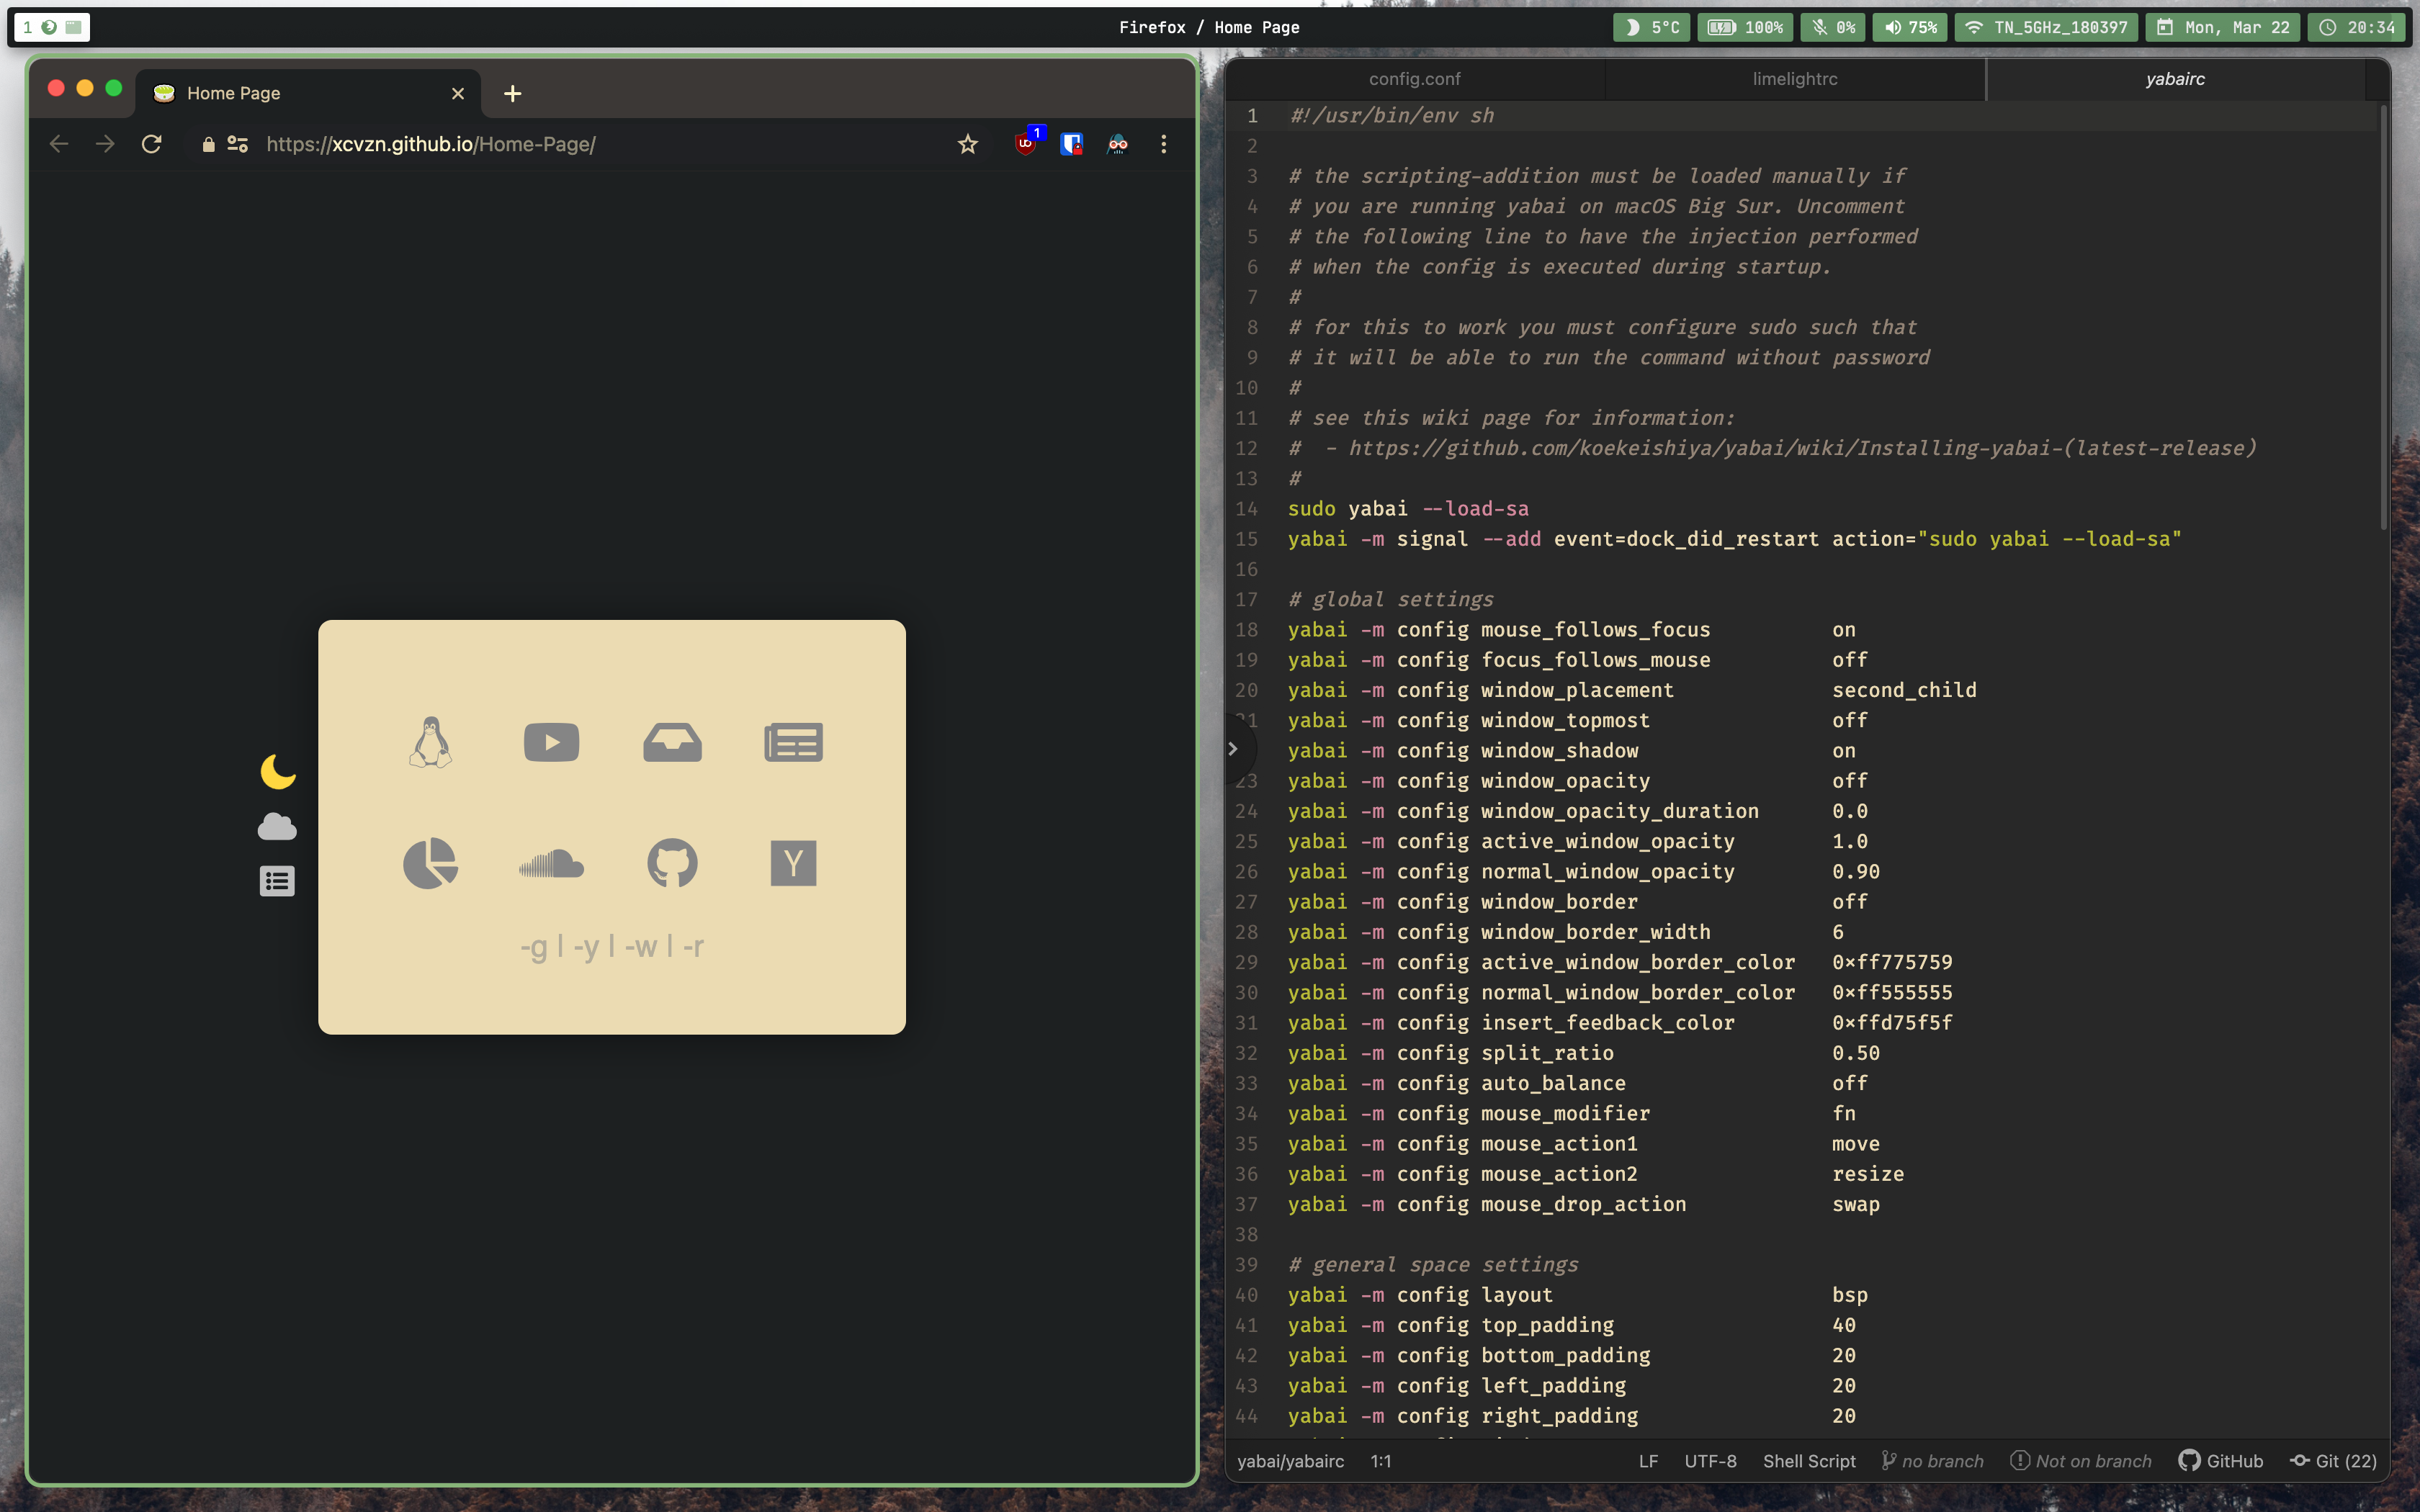 1
Firefox / Home Page
5°C
100%
0%
75%
TN_5GHz_180397
Mon, Mar 22
20:34
Home Page
https://xcvzn.github.io/Home-Page/
1
Y
-g | -y | -w | -r
config.conf
limelightrc
yabairc
1 #!/usr/bin/env sh
2
3 # the scripting-addition must be loaded manually if
4 # you are running yabai on macOS Big Sur. Uncomment
5 # the following line to have the injection performed
6 # when the config is executed during startup.
7 #
8 # for this to work you must configure sudo such that
9 # it will be able to run the command without password
10 #
11 # see this wiki page for information:
12 #  - https://github.com/koekeishiya/yabai/wiki/Installing-yabai-(latest-release)
13 #
14 sudo yabai --load-sa
15 yabai -m signal --add event=dock_did_restart action="sudo yabai --load-sa"
16
17 # global settings
18 yabai -m config mouse_follows_focus on
19 yabai -m config focus_follows_mouse off
20 yabai -m config window_placement second_child
21 yabai -m config window_topmost off
yabai -m config window_shadow on
23 yabai -m config window_opacity off
24 yabai -m config window_opacity_duration 0.0
25 yabai -m config active_window_opacity 1.0
26 yabai -m config normal_window_opacity 0.90
27 yabai -m config window_border off
28 yabai -m config window_border_width 6
29 yabai -m config active_window_border_color 0xff775759
30 yabai -m config normal_window_border_color 0xff555555
31 yabai -m config insert_feedback_color 0xffd75f5f
32 yabai -m config split_ratio 0.50
33 yabai -m config auto_balance off
34 yabai -m config mouse_modifier fn
35 yabai -m config mouse_action1 move
36 yabai -m config mouse_action2 resize
37 yabai -m config mouse_drop_action swap
38
39 # general space settings
40 yabai -m config layout bsp
41 yabai -m config top_padding 40
42 yabai -m config bottom_padding 20
43 yabai -m config left_padding 20
44 yabai -m config right_padding 20
yabai/yabairc
1:1
LF
UTF-8
Shell Script
no branch
Not on branch
GitHub
Git (22)